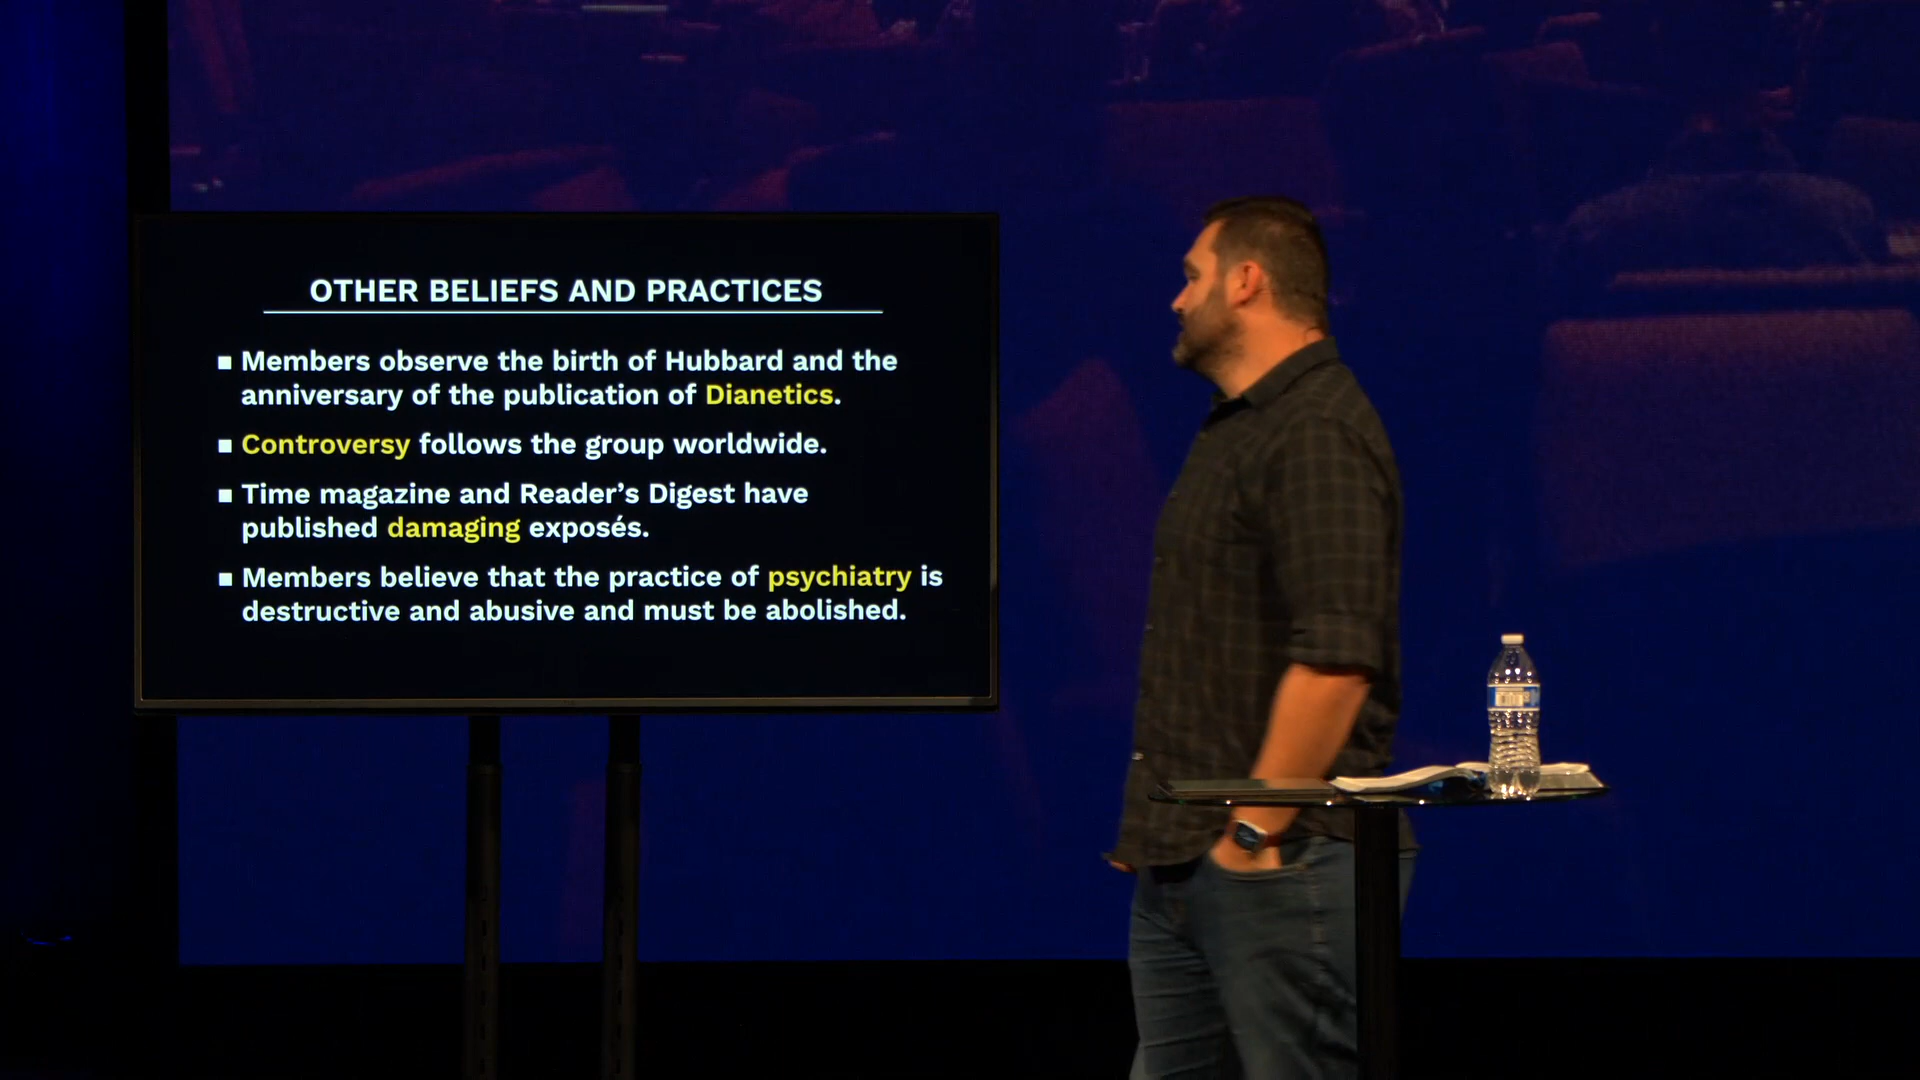 OTHER BELIEFS AND PRACTICES
▪ Members observe the birth of Hubbard and the
anniversary of the publication of Dianetics.
▪ Controversy follows the group worldwide.
▪ Time magazine and Reader’s Digest have
published damaging exposés.
▪ Members believe that the practice of psychiatry is
destructive and abusive and must be abolished.